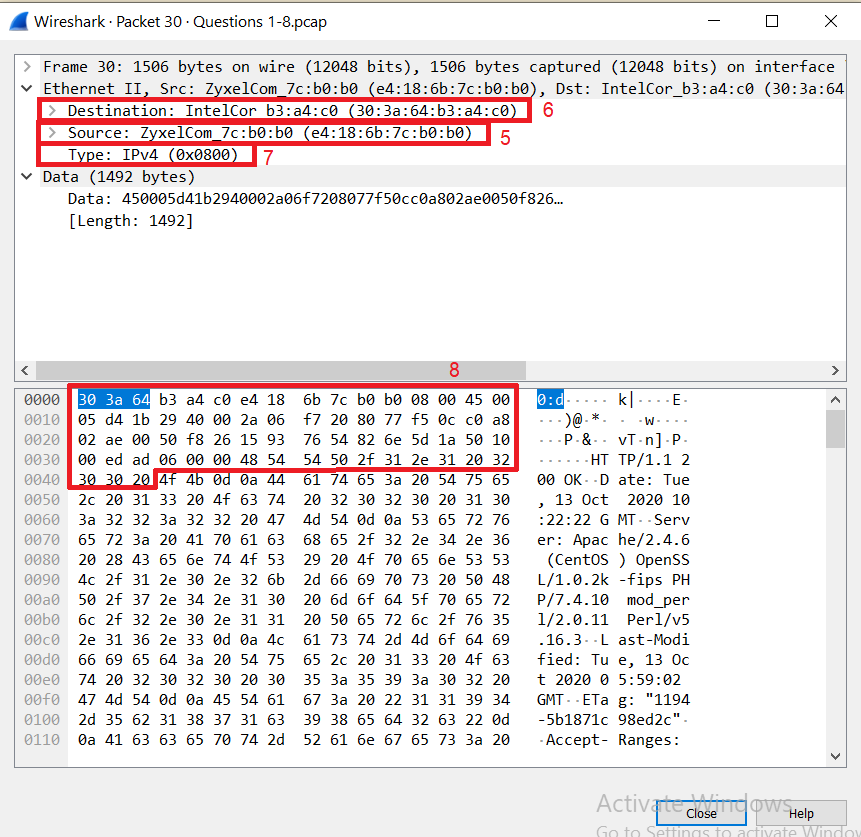 Wireshark · Packet 30 · Questions 1-8.pcap
Frame 30: 1506 bytes on wire (12048 bits), 1506 bytes captured (12048 bits) on interface
Ethernet II, Src: ZyxelCom_7c:b0:b0 (e4:18:6b:7c:b0:b0), Dst: IntelCor_b3:a4:c0 (30:3a:64
Destination: IntelCor b3:a4:c0 (30:3a:64:b3:a4:c0) 6
Source: ZyxelCom_7c:b0:b0 (e4:18:6b:7c:b0:b0) 5
Type: IPv4 (0x0800) 7
Data (1492 bytes)
Data: 450005d41b2940002a06f7208077f50cc0a802ae0050f826…
[Length: 1492]
8
0000 30 3a 64 b3 a4 c0 e4 18 6b 7c b0 b0 08 00 45 00 0:d····· k|····E·
0010 05 d4 1b 29 40 00 2a 06 f7 20 80 77 f5 0c c0 a8 ···)@·*· · ·w····
0020 02 ae 00 50 f8 26 15 93 76 54 82 6e 5d 1a 50 10 ···P·&·· vT·n]·P·
0030 00 ed ad 06 00 00 48 54 54 50 2f 31 2e 31 20 32 ······HT TP/1.1 2
0040 30 30 20 4f 4b 0d 0a 44 61 74 65 3a 20 54 75 65 00 OK··D ate: Tue
0050 2c 20 31 33 20 4f 63 74 20 32 30 32 30 20 31 30 , 13 Oct 2020 10
0060 3a 32 32 3a 32 32 20 47 4d 54 0d 0a 53 65 72 76 :22:22 G MT··Serv
0070 65 72 3a 20 41 70 61 63 68 65 2f 32 2e 34 2e 36 er: Apac he/2.4.6
0080 20 28 43 65 6e 74 4f 53 29 20 4f 70 65 6e 53 53 (CentOS ) OpenSS
0090 4c 2f 31 2e 30 2e 32 6b 2d 66 69 70 73 20 50 48 L/1.0.2k -fips PH
00a0 50 2f 37 2e 34 2e 31 30 20 6d 6f 64 5f 70 65 72 P/7.4.10 mod_per
00b0 6c 2f 32 2e 30 2e 31 31 20 50 65 72 6c 2f 76 35 l/2.0.11 Perl/v5
00c0 2e 31 36 2e 33 0d 0a 4c 61 73 74 2d 4d 6f 64 69 .16.3··L ast-Modi
00d0 66 69 65 64 3a 20 54 75 65 2c 20 31 33 20 4f 63 fied: Tu e, 13 Oc
00e0 74 20 32 30 32 30 20 30 35 3a 35 39 3a 30 32 20 t 2020 0 5:59:02
00f0 47 4d 54 0d 0a 45 54 61 67 3a 20 22 31 31 39 34 GMT··ETa g: "1194
0100 2d 35 62 31 38 37 31 63 39 38 65 64 32 63 22 0d -5b1871c 98ed2c"·
0110 0a 41 63 63 65 70 74 2d 52 61 6e 67 65 73 3a 20 ·Accept- Ranges:
Activate Windows
Close Help
Go to Settings to activate Window